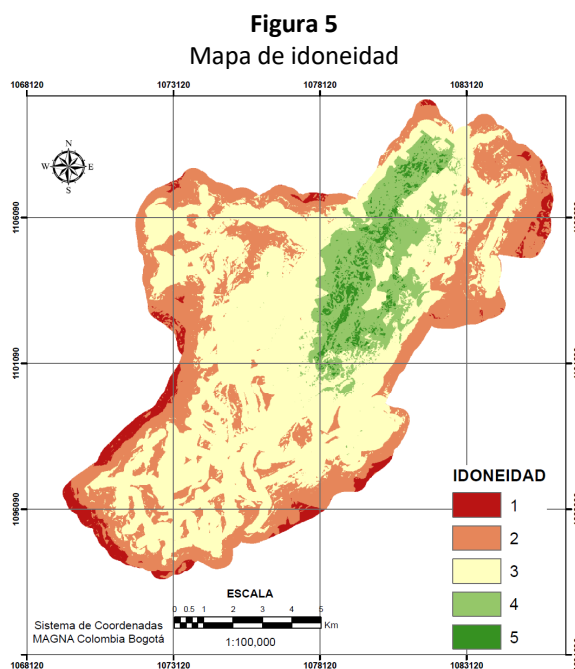 Figura 5
Mapa de idoneidad
1068120 1073120 1078120 1083120
N
W E
S
1106090
1101090
1096090
IDONEIDAD
1
2
3
4
5
ESCALA
0 0.5 1 2 3 4 5
Km
1:100,000
Sistema de Coordenadas
MAGNA Colombia Bogotá
1068120 1073120 1078120 1083120